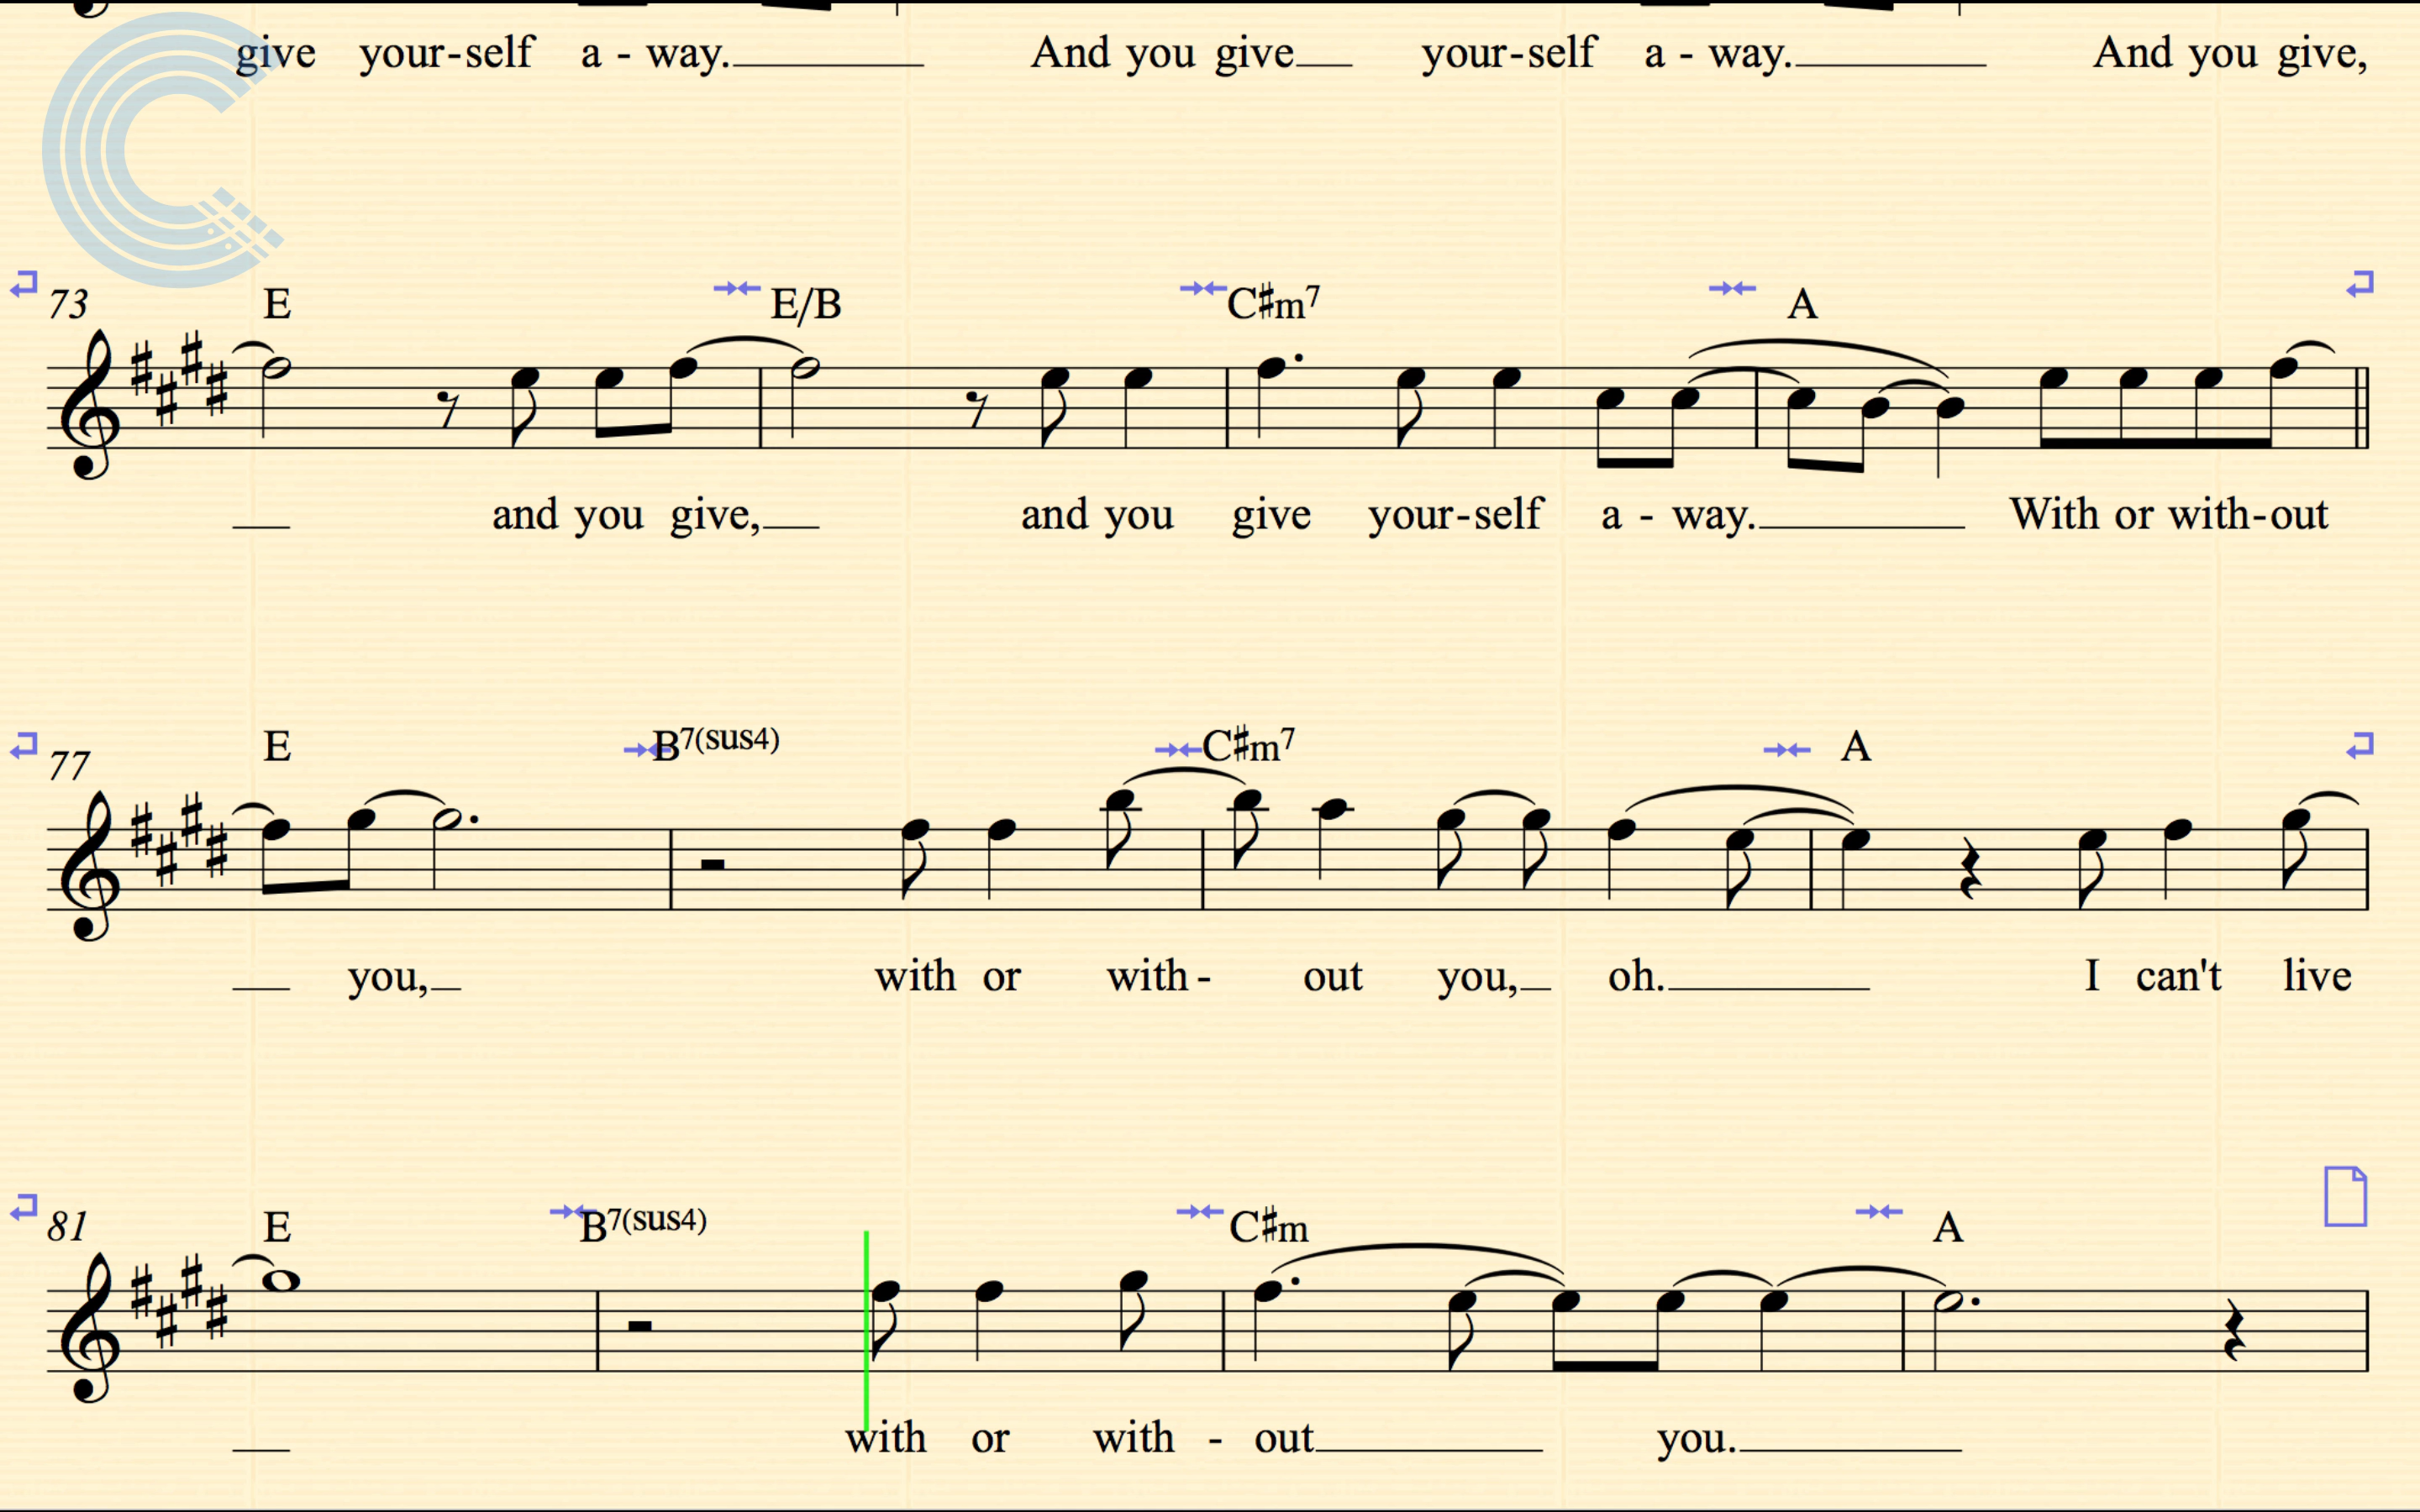 give your-self a - way. And you give your-self a - way. And you give,
73 E E/B C♯m7 A
and you give, and you give your-self a - way. With or with-out
77 E B7(sus4) C♯m7 A
you, with or with- out you, oh. I can't live
81 E B7(sus4) C♯m A
with or with - out you.